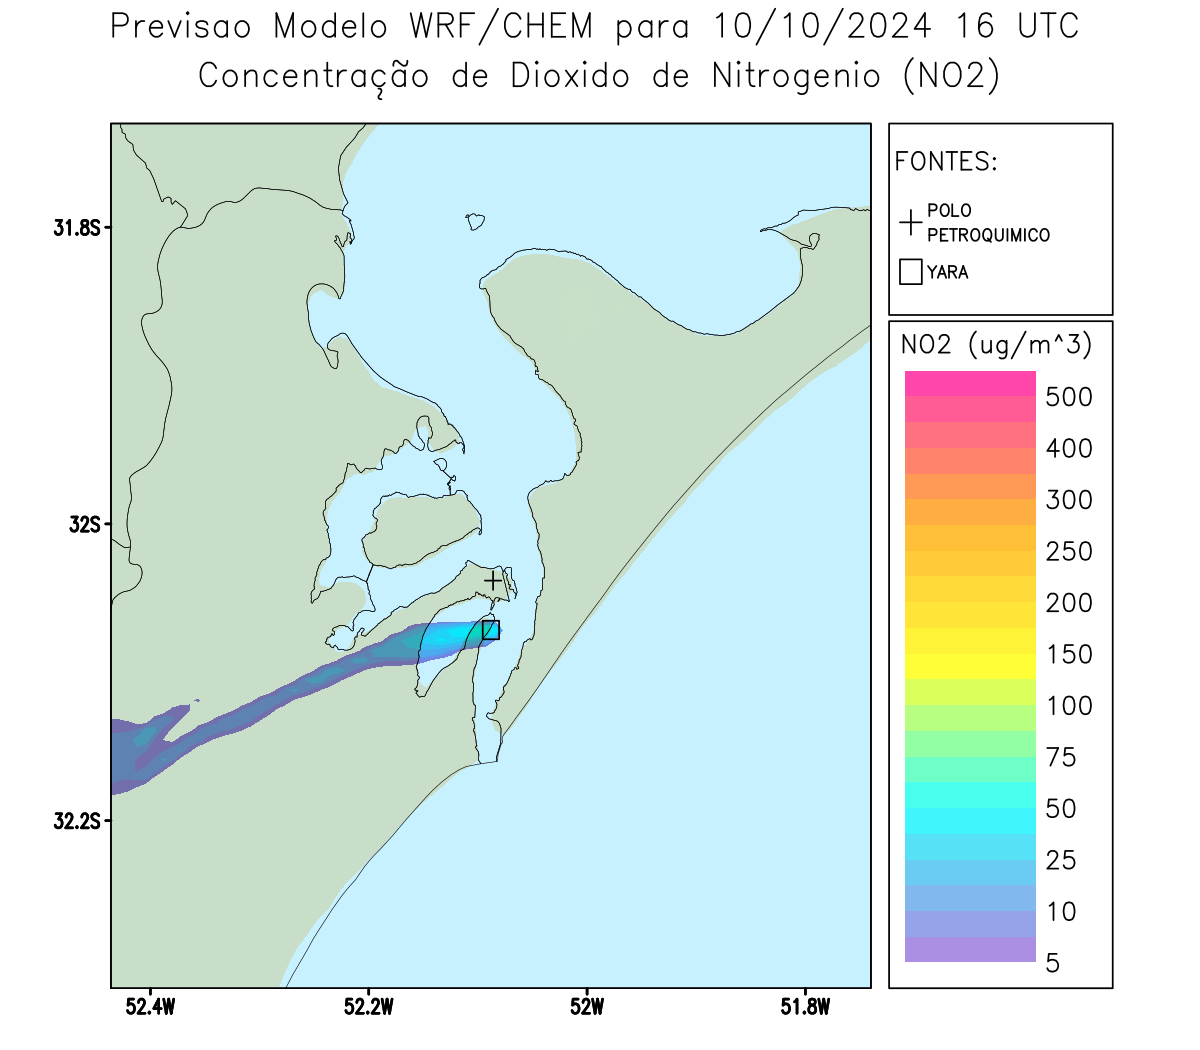 Previsao Modelo WRF/CHEM para 10/10/2024 16 UTC
Concentração de Dioxido de Nitrogenio (NO2)
FONTES:
POLO
PETROQUIMICO
YARA
31.8S
32S
32.2S
52.4W
52.2W
52W
51.8W
NO2 (ug/m^3)
500
400
300
250
200
150
100
75
50
25
10
5